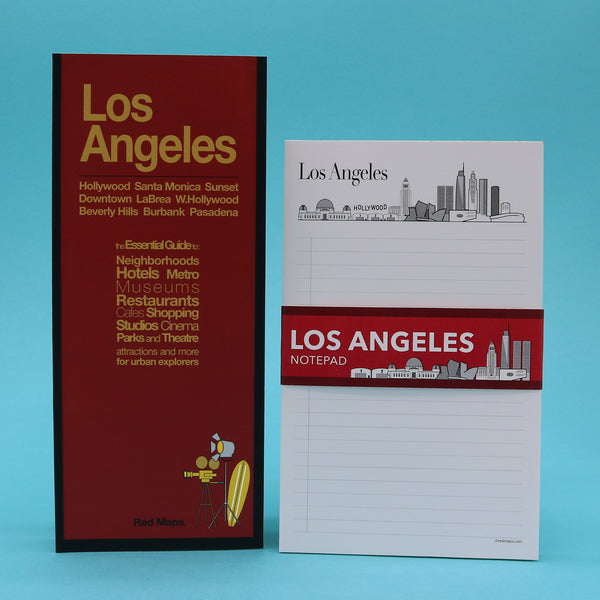 Los
Angeles
Hollywood Santa Monica Sunset
Downtown LaBrea W.Hollywood
Beverly Hills Burbank Pasadena
the Essential Guide to:
Neighborhoods
Hotels Metro
Museums
Restaurants
Cafes Shopping
Studios Cinema
Parks and Theatre
attractions and more
for urban explorers
Red Maps.
Los Angeles
HOLLYWOOD
LOS ANGELES
NOTEPAD
©redmaps.com